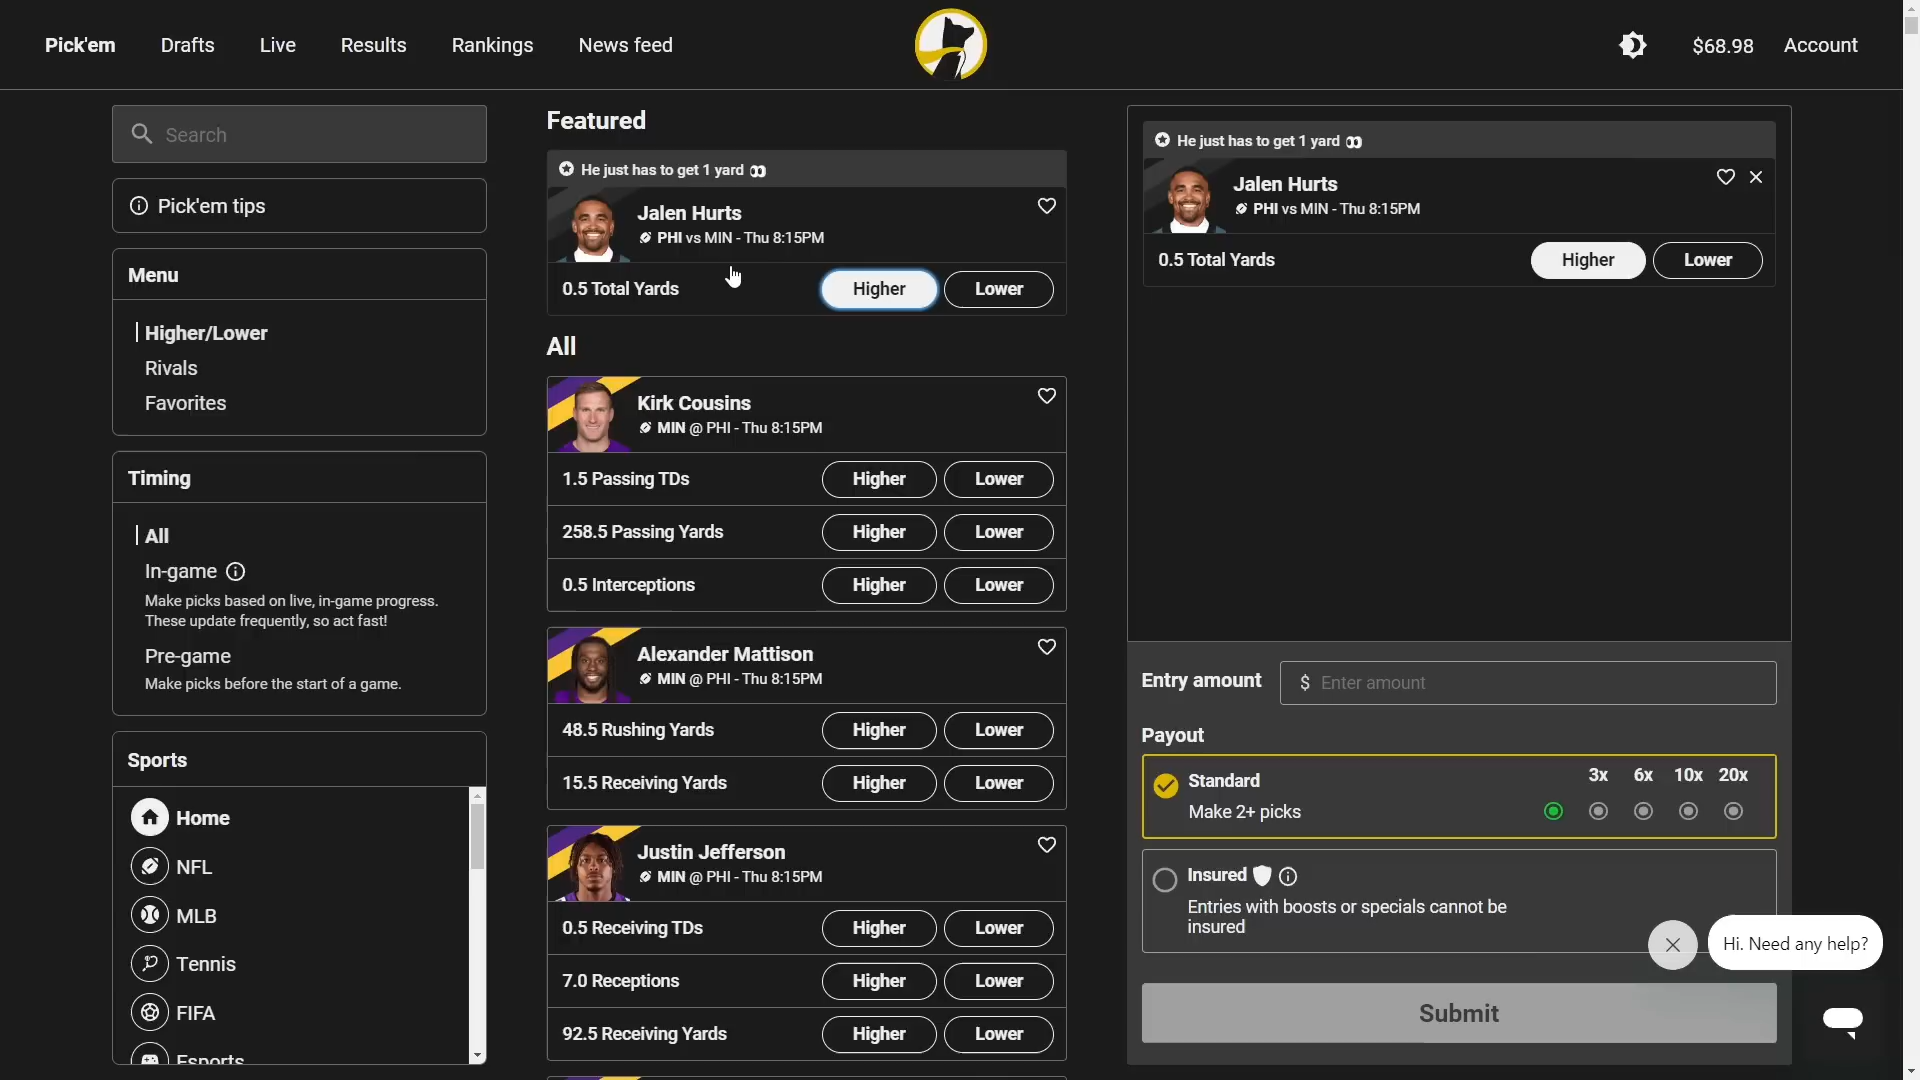 Pick'em
Drafts
Live
Results
Rankings
News feed
$68.98
Account
Search
Pick'em tips
Menu
Higher/Lower
Rivals
Favorites
Timing
All
In-game
Make picks based on live, in-game progress.
These update frequently, so act fast!
Pre-game
Make picks before the start of a game.
Sports
Home
NFL
MLB
Tennis
FIFA
Esports
Featured
He just has to get 1 yard 👀
Jalen Hurts
PHI vs MIN - Thu 8:15PM
0.5 Total Yards
Higher
Lower
All
Kirk Cousins
MIN @ PHI - Thu 8:15PM
1.5 Passing TDs
Higher
Lower
258.5 Passing Yards
Higher
Lower
0.5 Interceptions
Higher
Lower
Alexander Mattison
MIN @ PHI - Thu 8:15PM
48.5 Rushing Yards
Higher
Lower
15.5 Receiving Yards
Higher
Lower
Justin Jefferson
MIN @ PHI - Thu 8:15PM
0.5 Receiving TDs
Higher
Lower
7.0 Receptions
Higher
Lower
92.5 Receiving Yards
Higher
Lower
He just has to get 1 yard 👀
Jalen Hurts
PHI vs MIN - Thu 8:15PM
0.5 Total Yards
Higher
Lower
Entry amount
$ Enter amount
Payout
Standard
3x 6x 10x 20x
Make 2+ picks
Insured
Entries with boosts or specials cannot be
insured
Hi. Need any help?
Submit